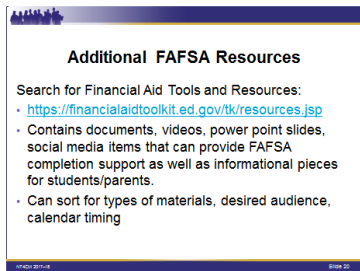 Additional FAFSA Resources
Search for Financial Aid Tools and Resources:
• https://financialaidtoolkit.ed.gov/tk/resources.jsp
• Contains documents, videos, power point slides,
social media items that can provide FAFSA
completion support as well as informational pieces
for students/parents.
• Can sort for types of materials, desired audience,
calendar timing
Slide 20